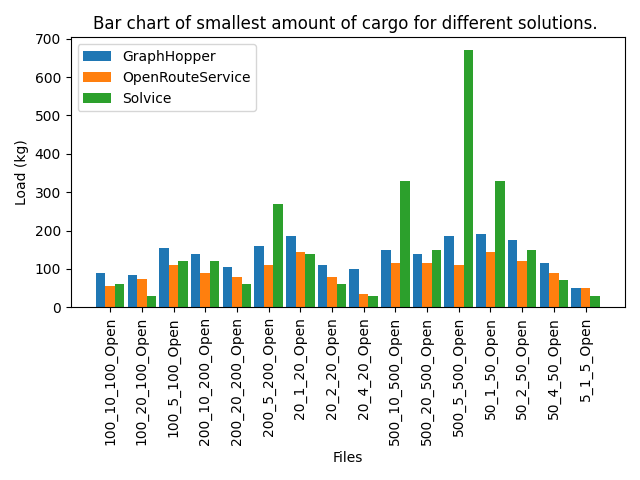 Bar chart of smallest amount of cargo for different solutions.
GraphHopper
OpenRouteService
Solvice
Load (kg)
700
600
500
400
300
200
100
0
100_10_100_Open
100_20_100_Open
100_5_100_Open
200_10_200_Open
200_20_200_Open
200_5_200_Open
20_1_20_Open
20_2_20_Open
20_4_20_Open
500_10_500_Open
500_20_500_Open
500_5_500_Open
50_1_50_Open
50_2_50_Open
50_4_50_Open
5_1_5_Open
Files